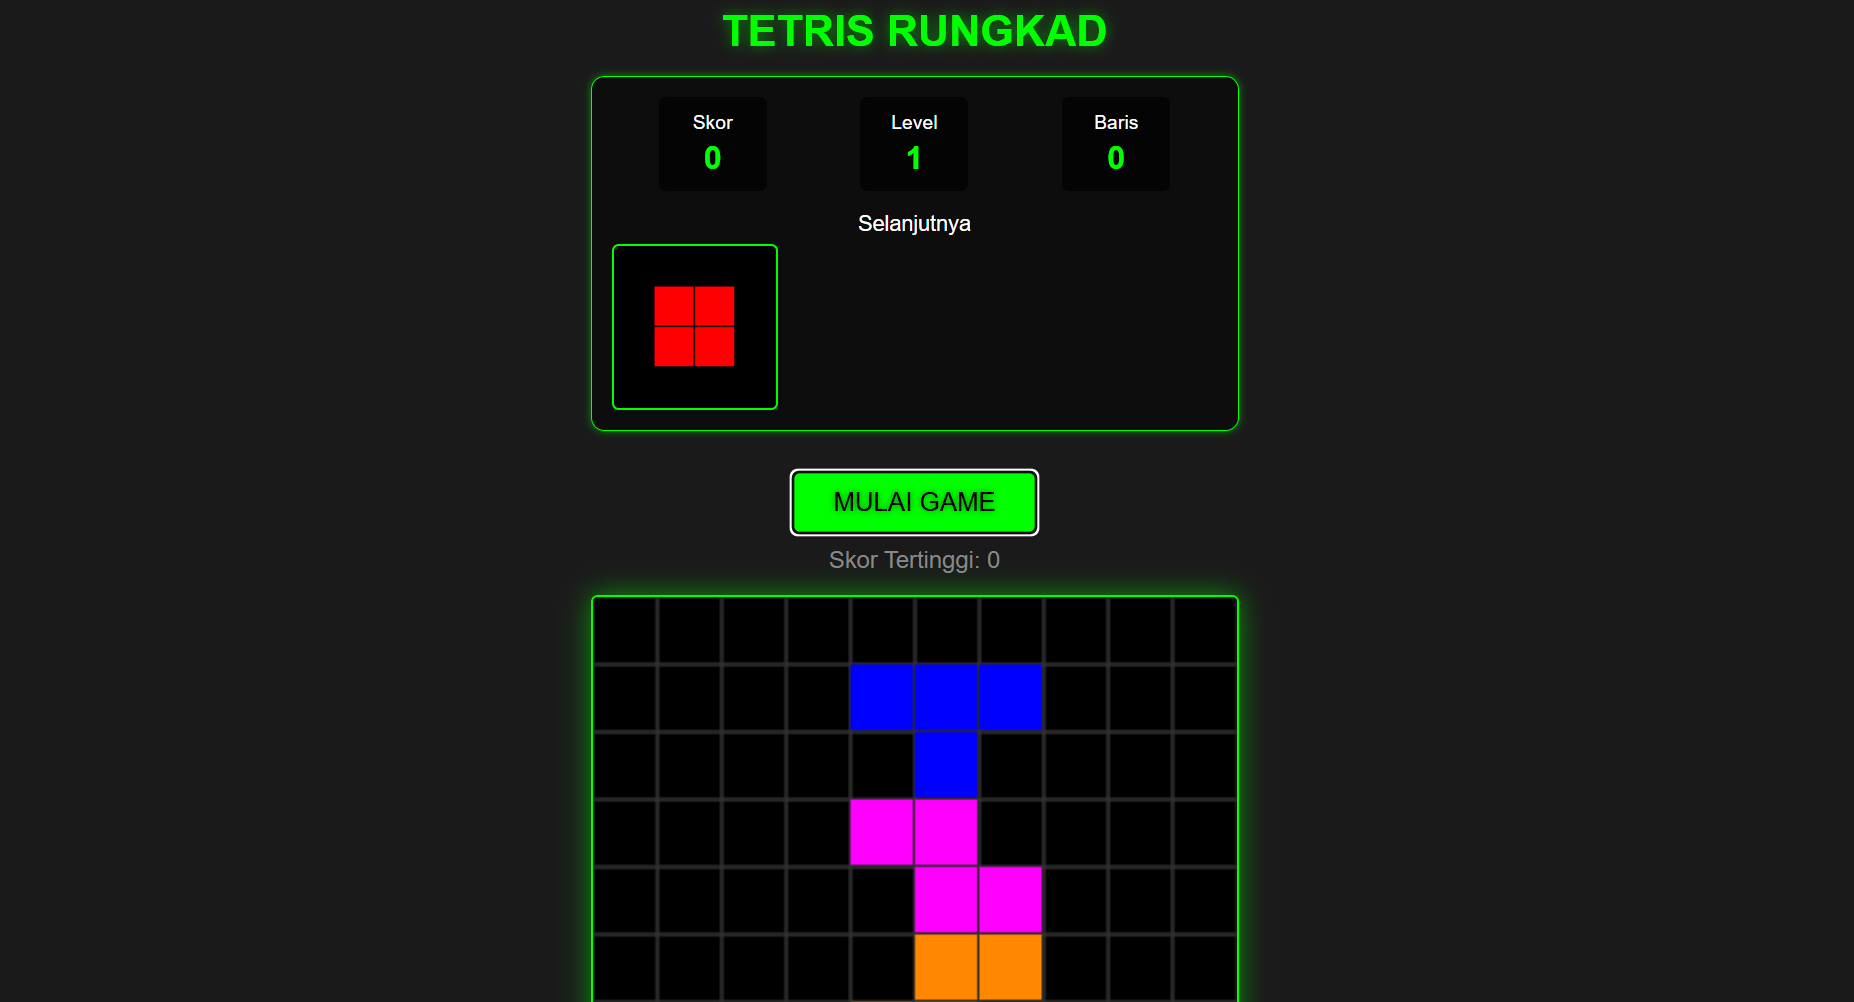 TETRIS RUNGKAD
Skor
0
Level
1
Baris
0
Selanjutnya
MULAI GAME
Skor Tertinggi: 0